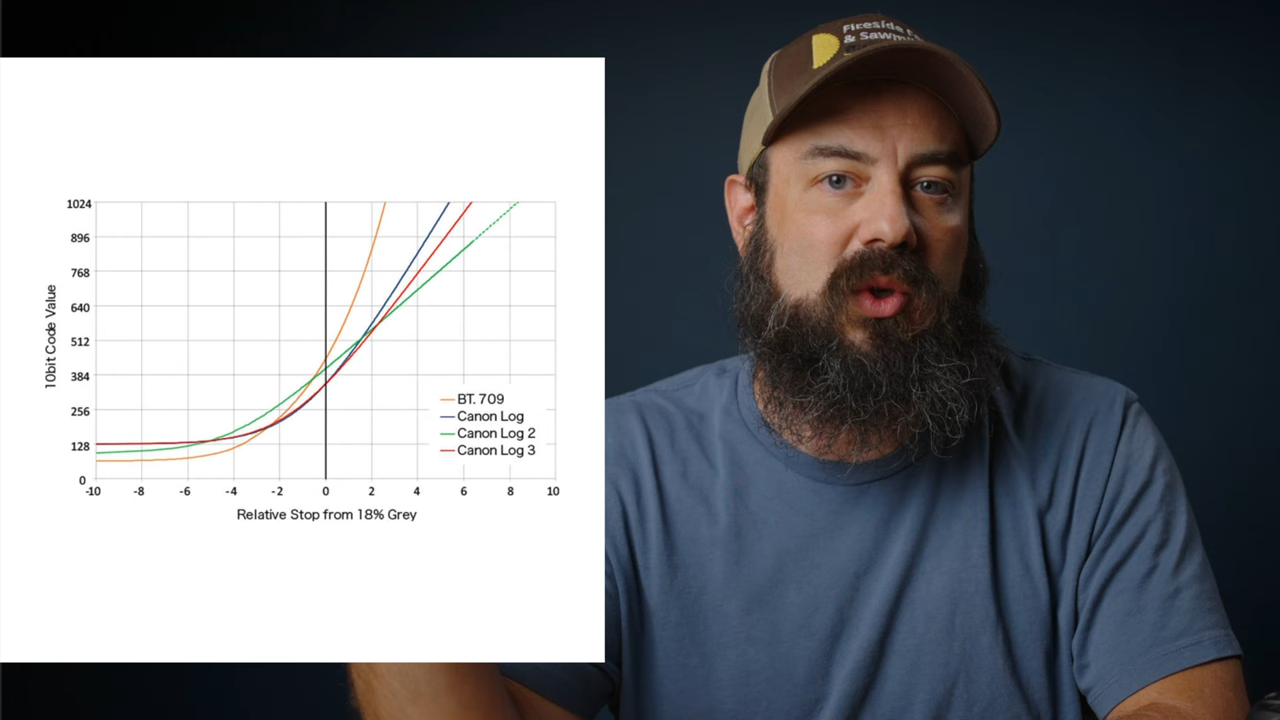 Fireside
&
1024
896
768
640
512
384
256
128
0
10bit Code Value
-10 -8 -6 -4 -2 0 2 4 6 8 10
Relative Stop from 18% Grey
BT. 709
Canon Log
Canon Log 2
Canon Log 3